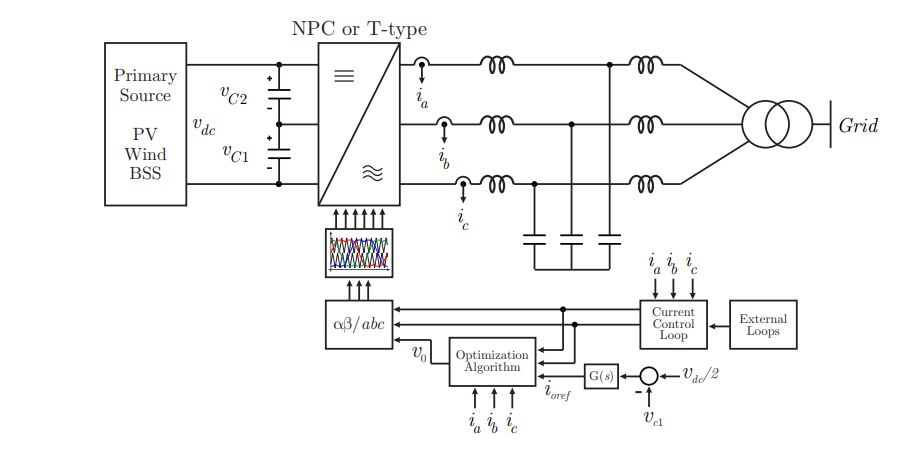 NPC or T-type
Primary
Source
PV
Wind
BSS
+
v_C2
-
v_dc
+
v_C1
-
i_a
i_b
i_c
Grid
i_a i_b i_c
αβ/abc
Current
Control
Loop
External
Loops
v_0
Optimization
Algorithm
G(s)
v_dc/2
i_oref
-
v_c1
i_a i_b i_c